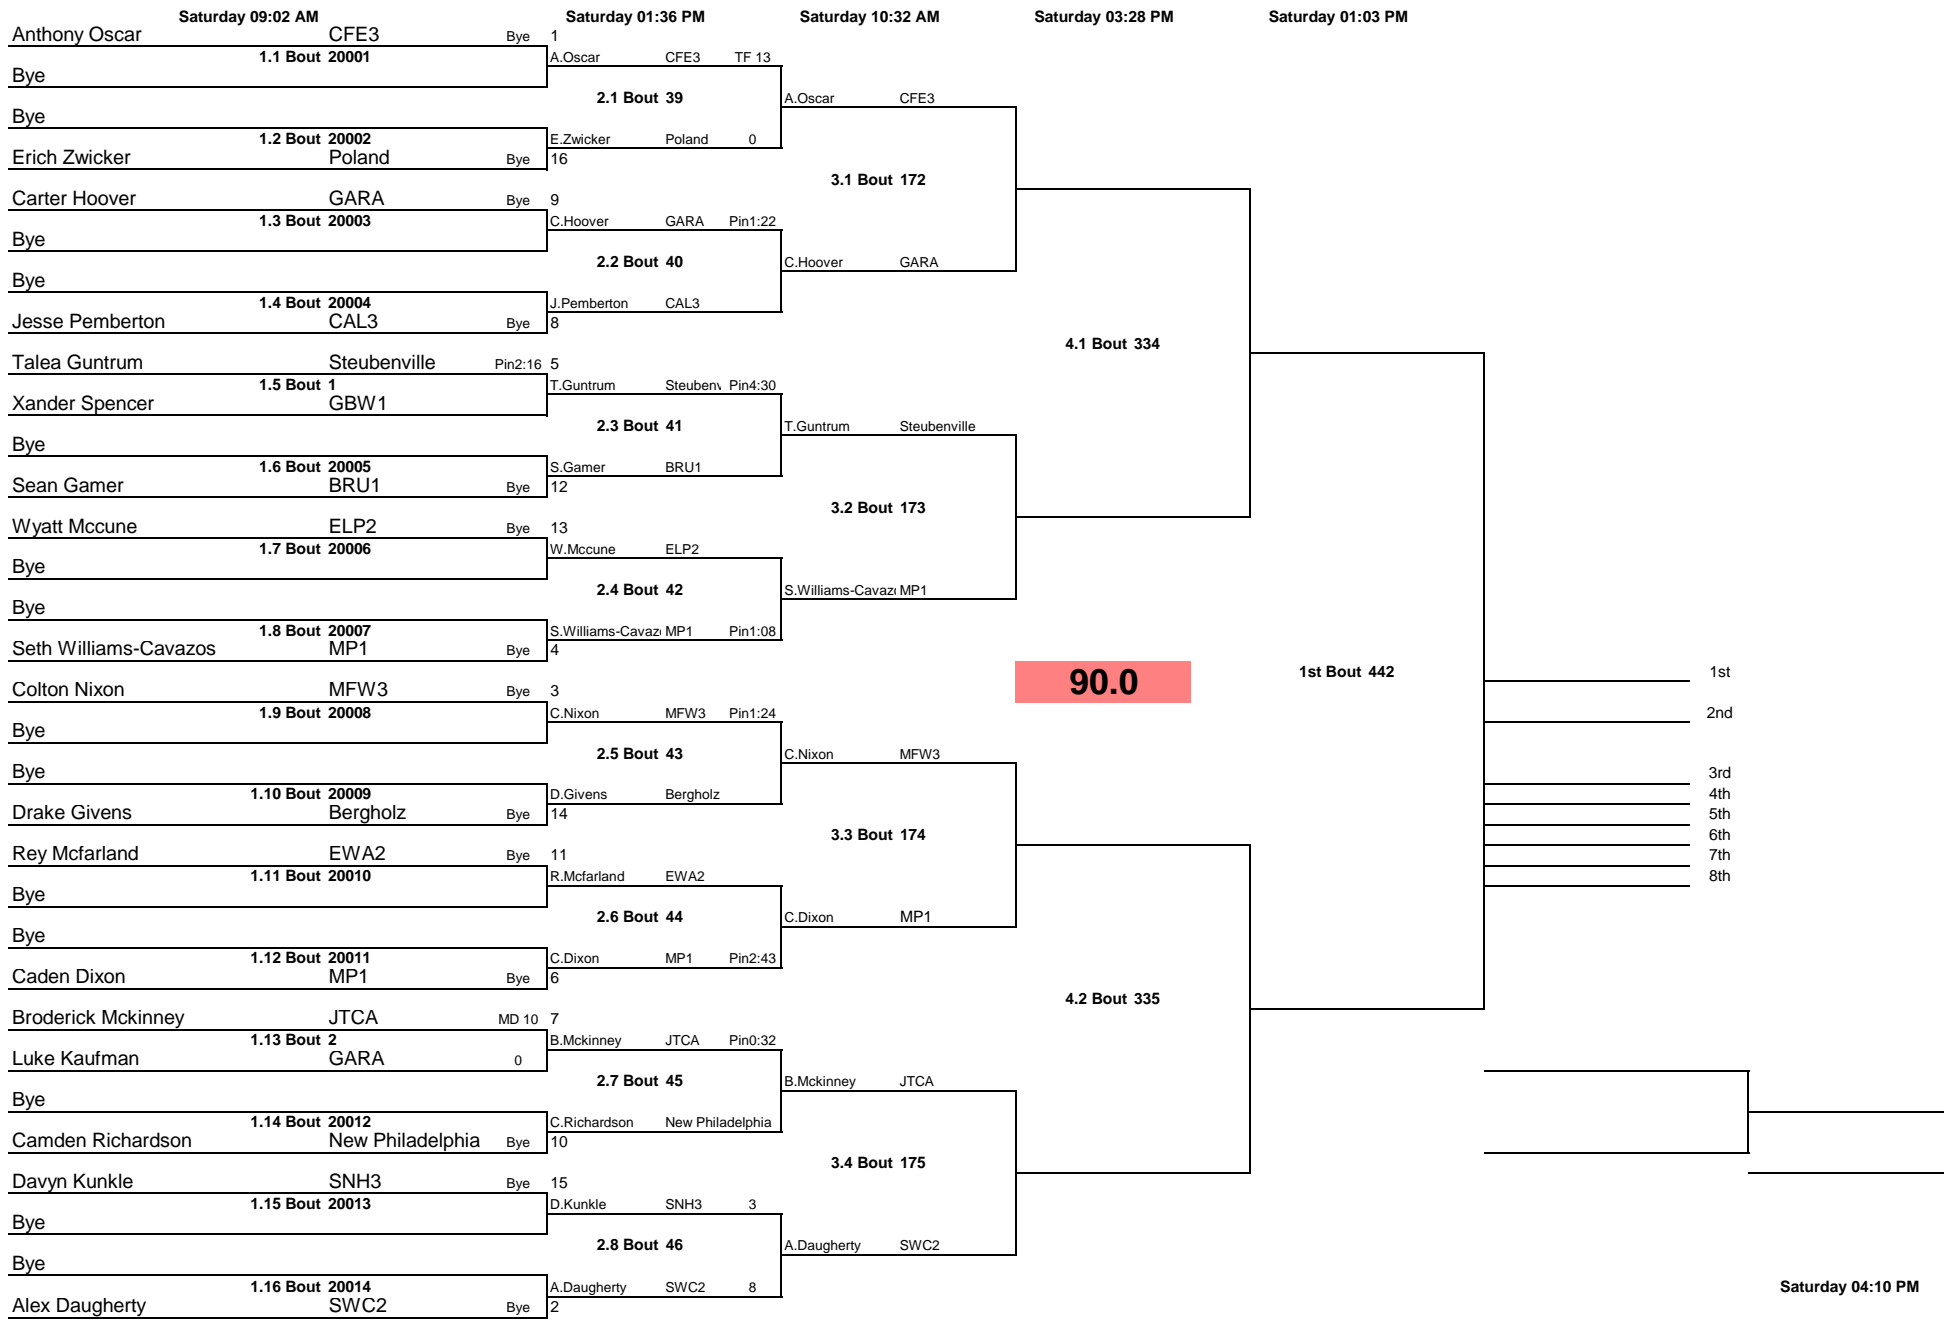 Saturday 09:02 AM Saturday 01:36 PM Saturday 10:32 AM Saturday 03:28 PM Saturday 01:03 PM
Anthony Oscar CFE3 Bye 1
1.1 Bout 20001 A.Oscar CFE3 TF 13
Bye
2.1 Bout 39 A.Oscar CFE3
Bye
1.2 Bout 20002 E.Zwicker Poland 0
Erich Zwicker Poland Bye 16
3.1 Bout 172
Carter Hoover GARA Bye 9
1.3 Bout 20003 C.Hoover GARA Pin1:22
Bye
2.2 Bout 40 C.Hoover GARA
Bye
1.4 Bout 20004 J.Pemberton CAL3
Jesse Pemberton CAL3 Bye 8
4.1 Bout 334
Talea Guntrum Steubenville Pin2:16 5
1.5 Bout 1 T.Guntrum Steuben Pin4:30
Xander Spencer GBW1
2.3 Bout 41 T.Guntrum Steubenville
Bye
1.6 Bout 20005 S.Gamer BRU1
Sean Gamer BRU1 Bye 12
3.2 Bout 173
Wyatt Mccune ELP2 Bye 13
1.7 Bout 20006 W.Mccune ELP2
Bye
2.4 Bout 42 S.Williams-Cavaz MP1
Bye
1.8 Bout 20007 S.Williams-Cavaz MP1 Pin1:08
Seth Williams-Cavazos MP1 Bye 4
90.0 1st Bout 442 1st
Colton Nixon MFW3 Bye 3
1.9 Bout 20008 C.Nixon MFW3 Pin1:24 2nd
Bye
2.5 Bout 43 C.Nixon MFW3
Bye 3rd
1.10 Bout 20009 D.Givens Bergholz 4th
Drake Givens Bergholz Bye 14 5th
3.3 Bout 174 6th
Rey Mcfarland EWA2 Bye 11 7th
1.11 Bout 20010 R.Mcfarland EWA2 8th
Bye
2.6 Bout 44 C.Dixon MP1
Bye
1.12 Bout 20011 C.Dixon MP1 Pin2:43
Caden Dixon MP1 Bye 6
4.2 Bout 335
Broderick Mckinney JTCA MD 10 7
1.13 Bout 2 B.Mckinney JTCA Pin0:32
Luke Kaufman GARA 0
2.7 Bout 45 B.Mckinney JTCA
Bye
1.14 Bout 20012 C.Richardson New Philadelphia
Camden Richardson New Philadelphia Bye 10
3.4 Bout 175
Davyn Kunkle SNH3 Bye 15
1.15 Bout 20013 D.Kunkle SNH3 3
Bye
2.8 Bout 46 A.Daugherty SWC2
Bye
1.16 Bout 20014 A.Daugherty SWC2 8 Saturday 04:10 PM
Alex Daugherty SWC2 Bye 2